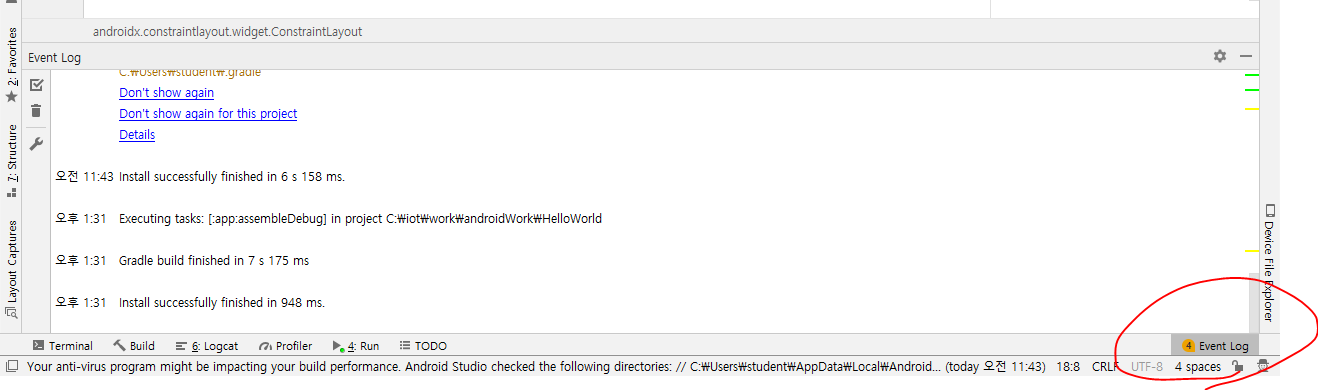 androidx.constraintlayout.widget.ConstraintLayout
Event Log
C:₩Users₩student₩.gradle
Don't show again
Don't show again for this project
Details
오전 11:43 Install successfully finished in 6 s 158 ms.
오후 1:31 Executing tasks: [:app:assembleDebug] in project C:₩iot₩work₩androidWork₩HelloWorld
오후 1:31 Gradle build finished in 7 s 175 ms
오후 1:31 Install successfully finished in 948 ms.
2: Favorites
7: Structure
Layout Captures
Device File Explorer
Terminal Build 6: Logcat Profiler 4: Run TODO 4 Event Log
Your anti-virus program might be impacting your build performance. Android Studio checked the following directories: // C:₩Users₩student₩AppData₩Local₩Android... (today 오전 11:43) 18:8 CRLF UTF-8 4 spaces